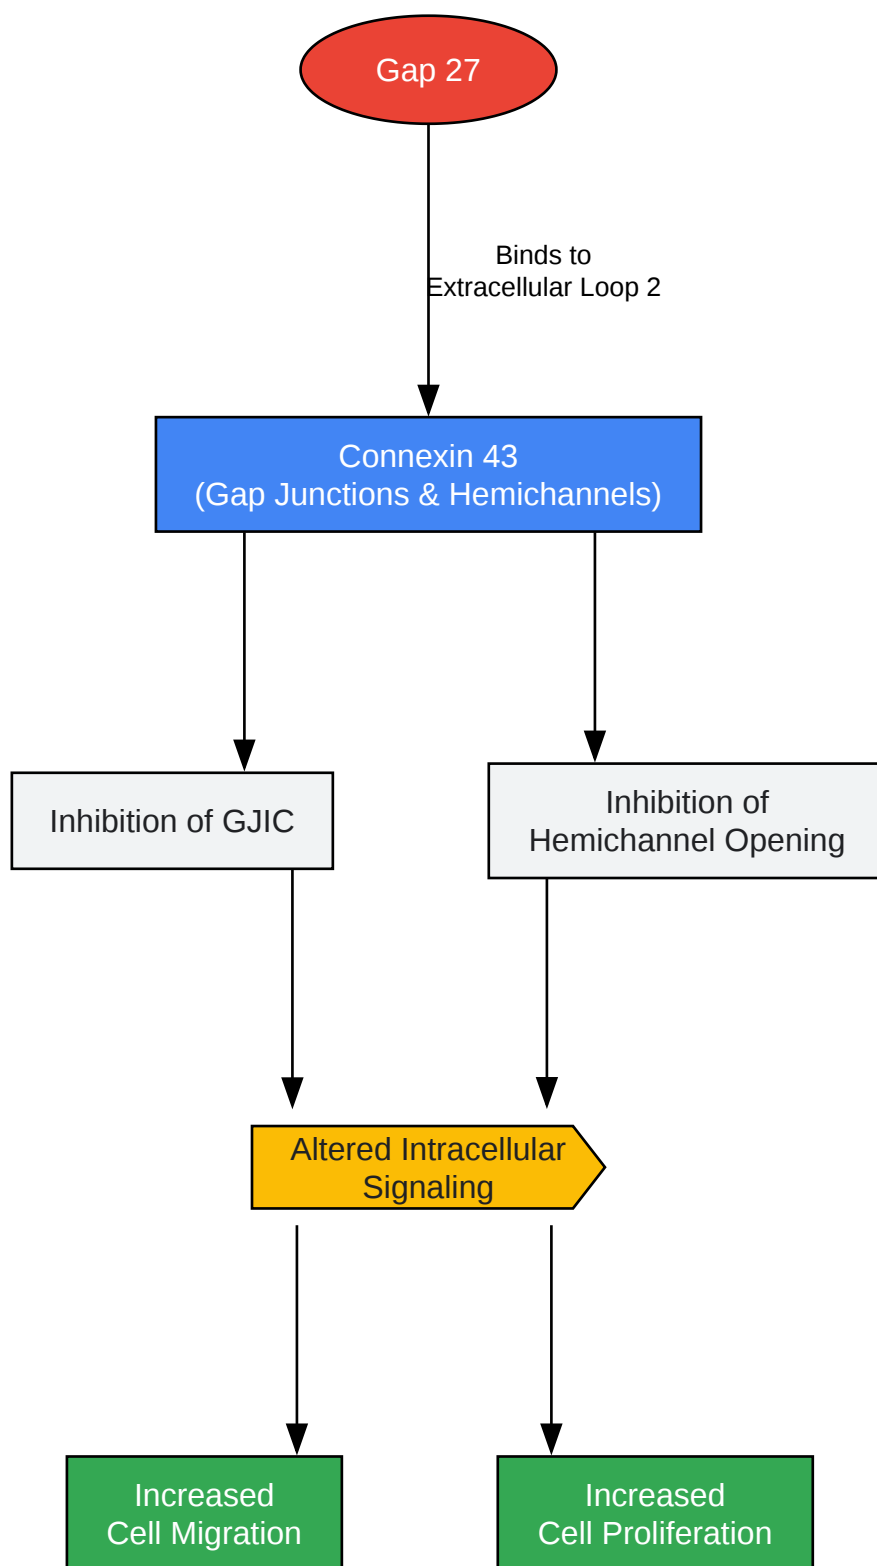 Gap 27
Binds to
Extracellular Loop 2
Connexin 43
(Gap Junctions & Hemichannels)
Inhibition of GJIC
Inhibition of
Hemichannel Opening
Altered Intracellular
Signaling
Increased
Cell Migration
Increased
Cell Proliferation